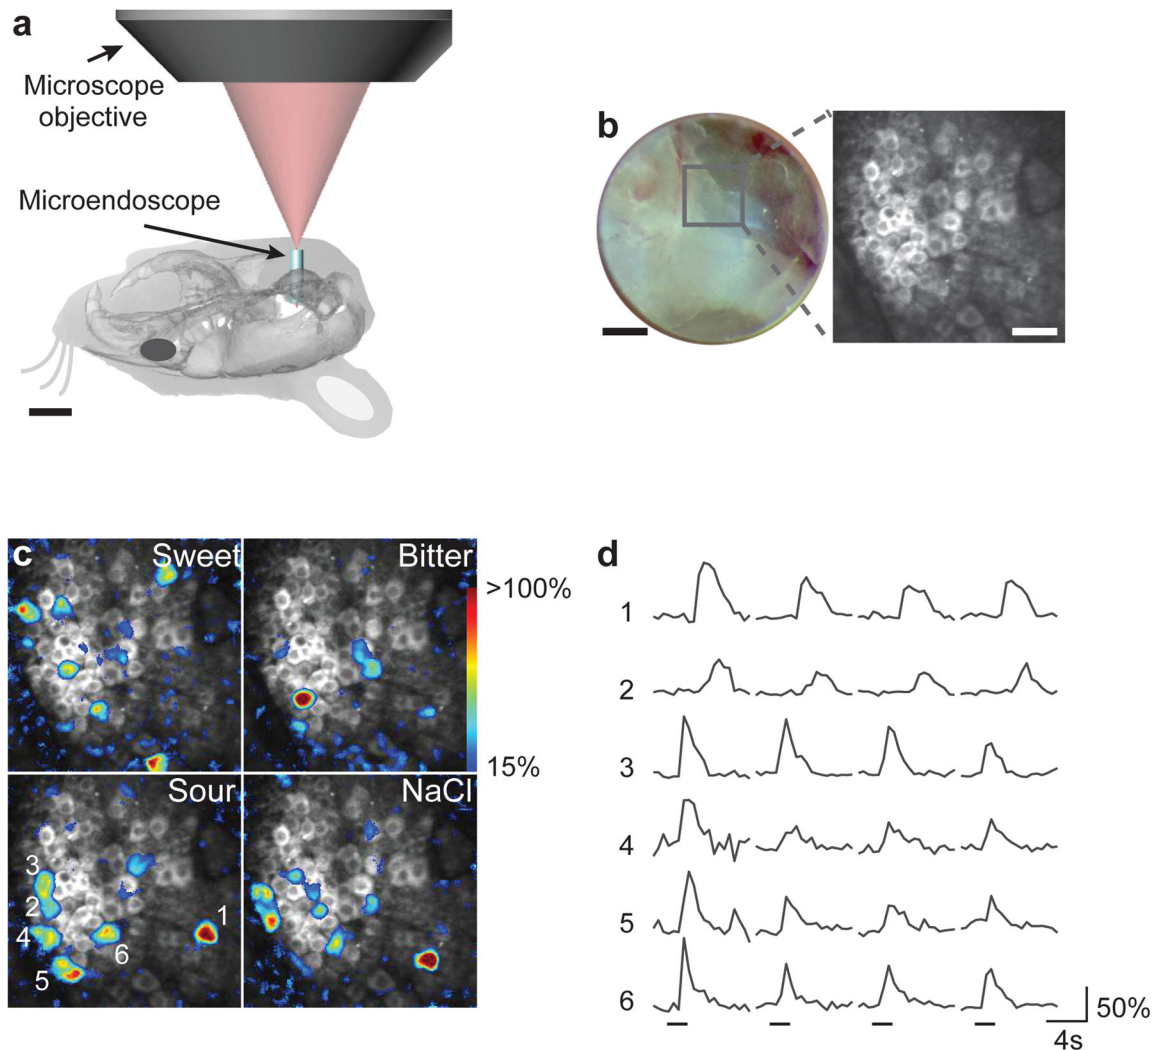 a
Microscope
objective
Microendoscope
b
c
Sweet
Bitter
>100%
15%
Sour
NaCl
3
2
4
5
6
1
d
1
2
3
4
5
6
50%
4s